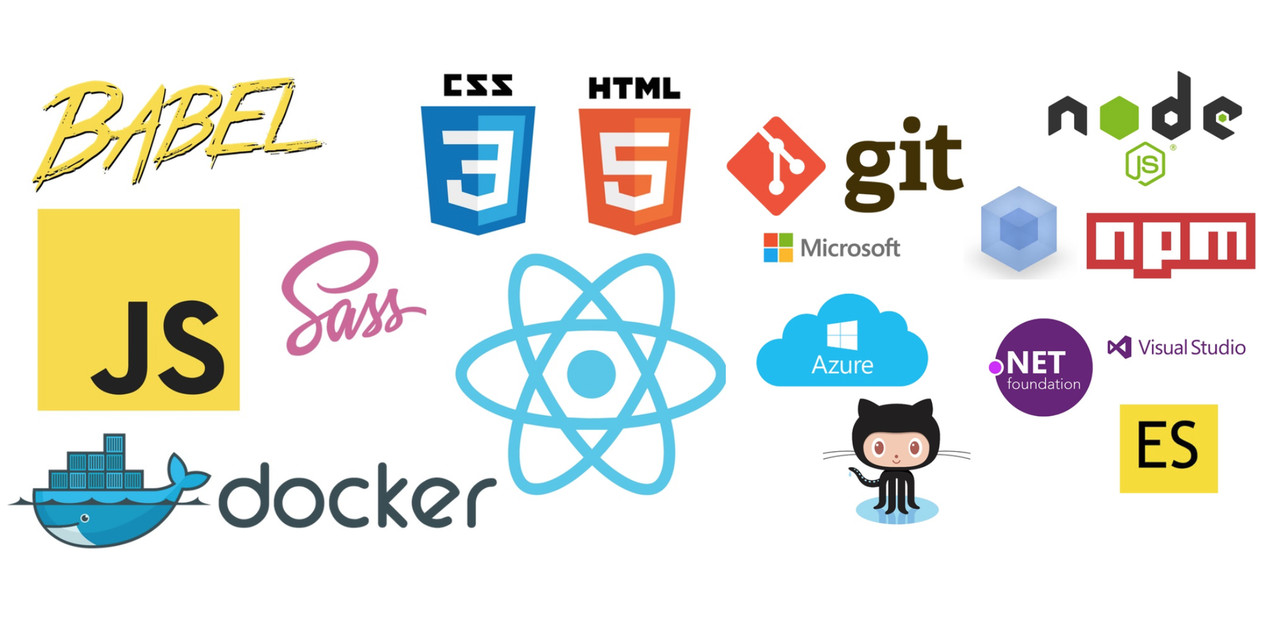 BABEL
CSS
3
HTML
5
git
node
JS
®
Microsoft
npm
JS
Sass
Azure
.NET
foundation
Visual Studio
ES
docker